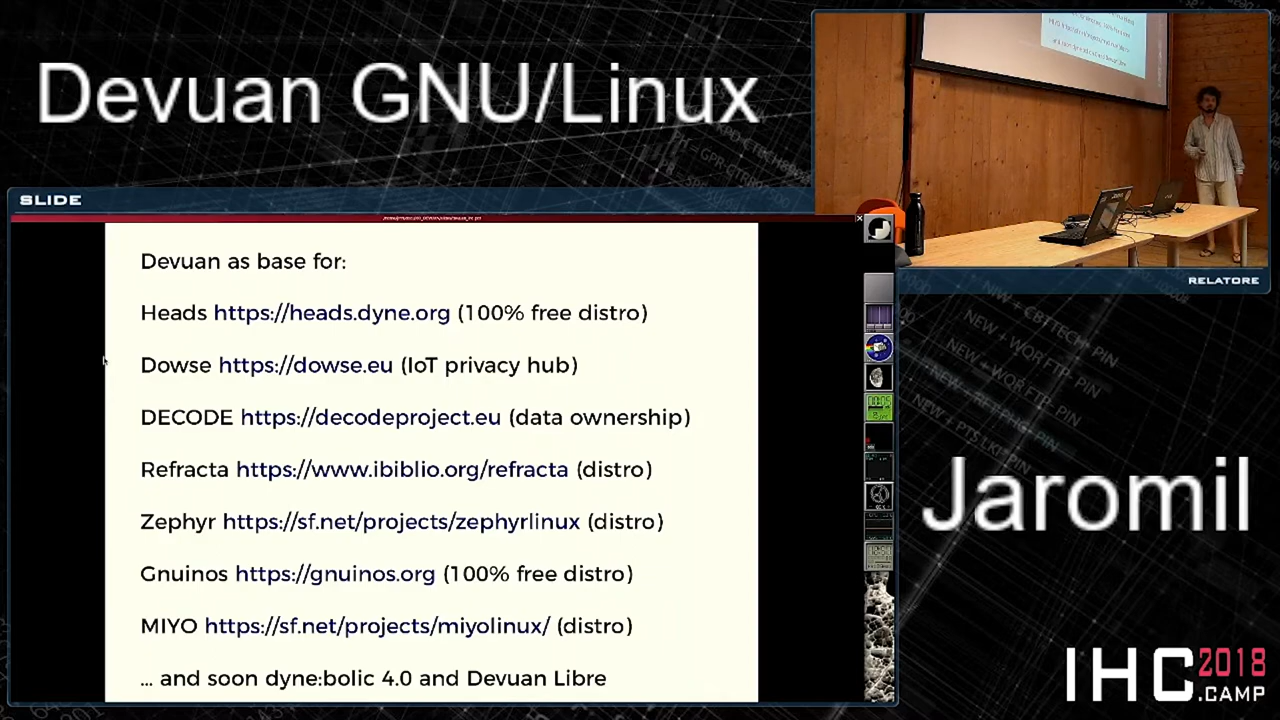 Devuan GNU/Linux
SLIDE
Devuan as base for:
Heads https://heads.dyne.org (100% free distro)
Dowse https://dowse.eu (IoT privacy hub)
DECODE https://decodeproject.eu (data ownership)
Refracta https://www.ibiblio.org/refracta (distro)
Zephyr https://sf.net/projects/zephyrlinux (distro)
Gnuinos https://gnuinos.org (100% free distro)
MIYO https://sf.net/projects/miyolinux/ (distro)
... and soon dyne:bolic 4.0 and Devuan Libre
RELATORE
Jaromil
IHC 2018
.CAMP